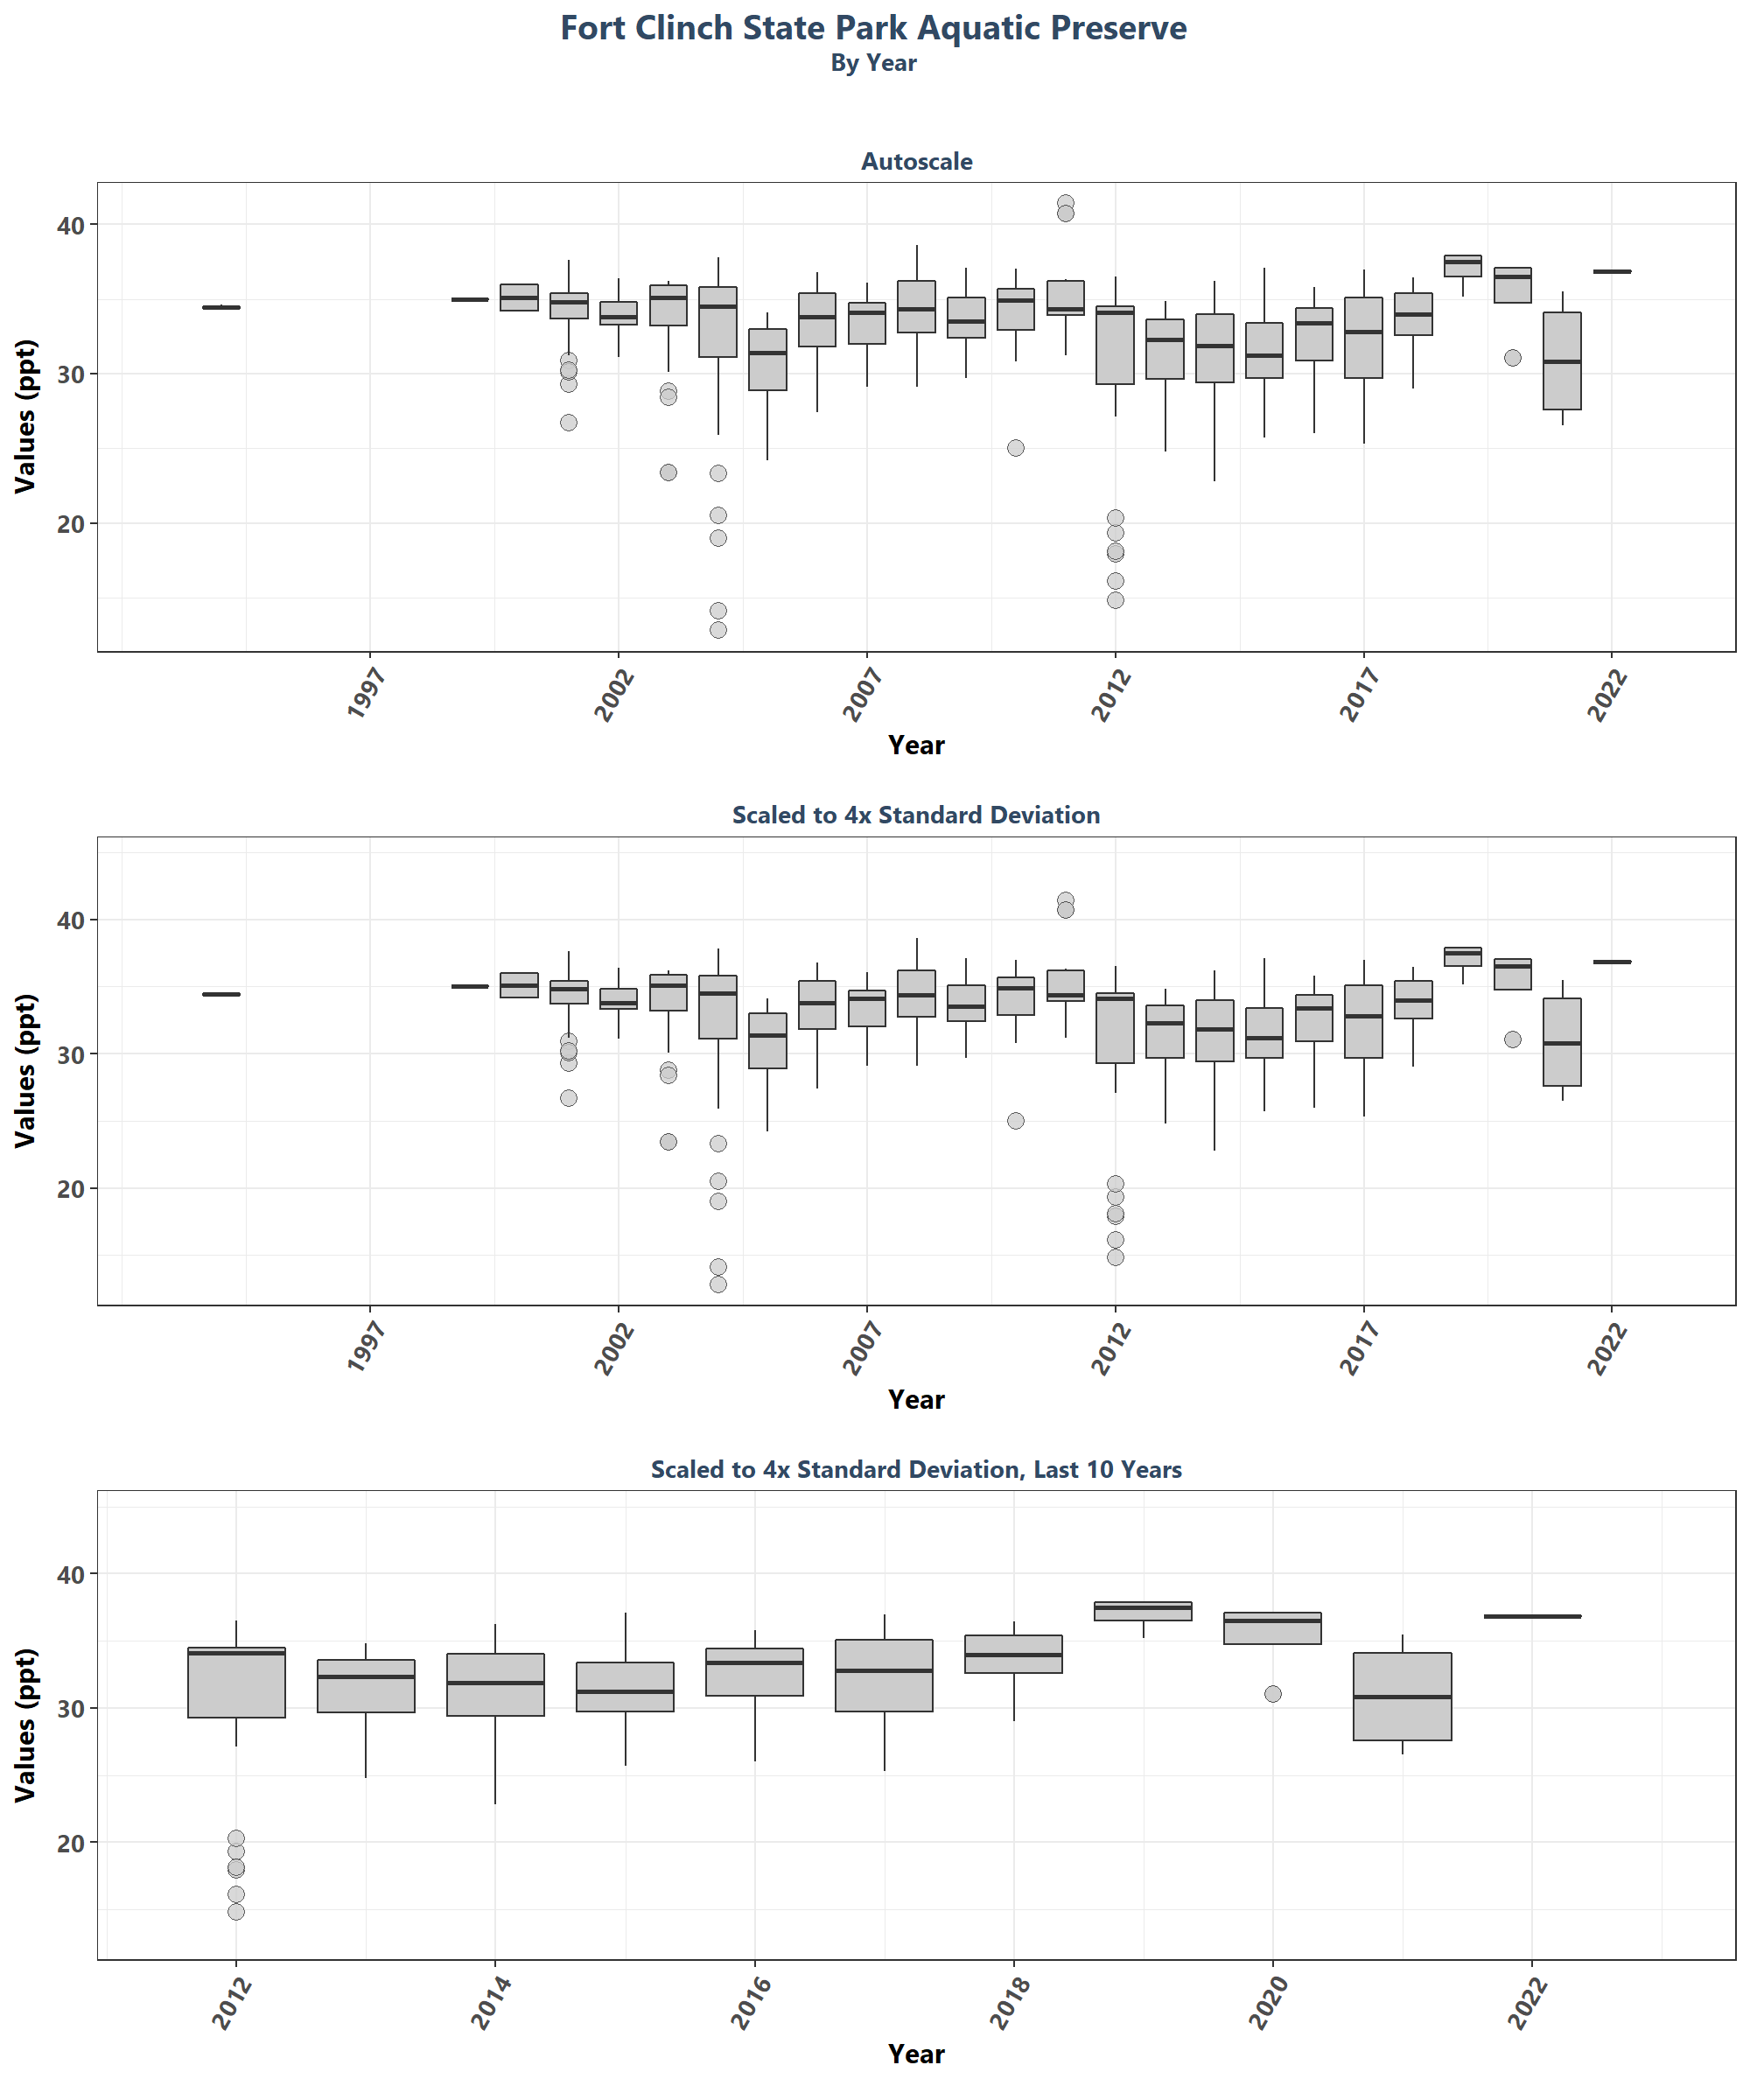 Fort Clinch State Park Aquatic Preserve
By Year
Autoscale
Values (ppt)
40
30
20
1997
2002
2007
2012
2017
2022
Year
Scaled to 4x Standard Deviation
Values (ppt)
40
30
20
1997
2002
2007
2012
2017
2022
Year
Scaled to 4x Standard Deviation, Last 10 Years
Values (ppt)
40
30
20
2012
2014
2016
2018
2020
2022
Year